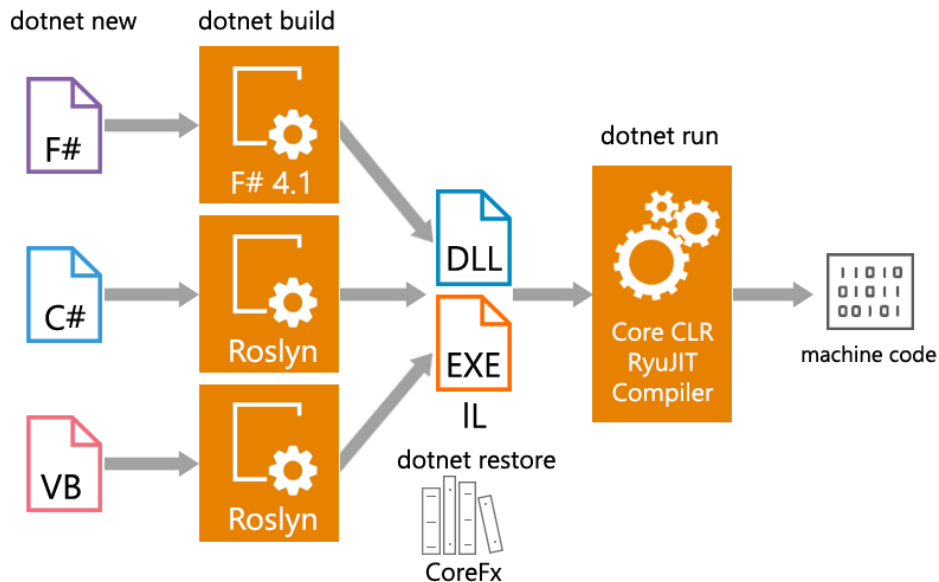 dotnet new
dotnet build
F#
F# 4.1
dotnet run
C#
Roslyn
DLL
EXE
IL
Core CLR
RyuJIT
Compiler
11010
01011
00101
machine code
VB
Roslyn
dotnet restore
CoreFx